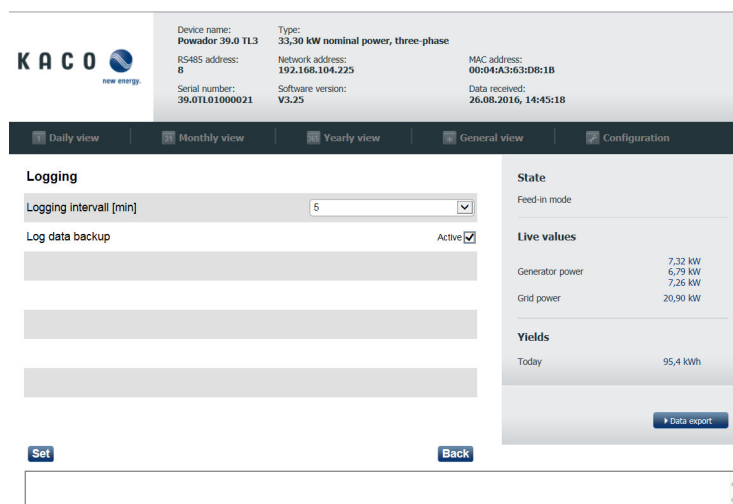 KACO
new energy.
Device name:
Powador 39.0 TL3
Type:
33,30 kW nominal power, three-phase
RS485 address:
8
Network address:
192.168.104.225
MAC address:
00:04:A3:63:D8:1B
Serial number:
39.0TL01000021
Software version:
V3.25
Data received:
26.08.2016, 14:45:18
1 Daily view
31 Monthly view
365 Yearly view
General view
Configuration
Logging
Logging intervall [min] 5
Log data backup Active
State
Feed-in mode
Live values
Generator power
7,32 kW
6,79 kW
7,26 kW
Grid power 20,90 kW
Yields
Today 95,4 kWh
Data export
Set
Back